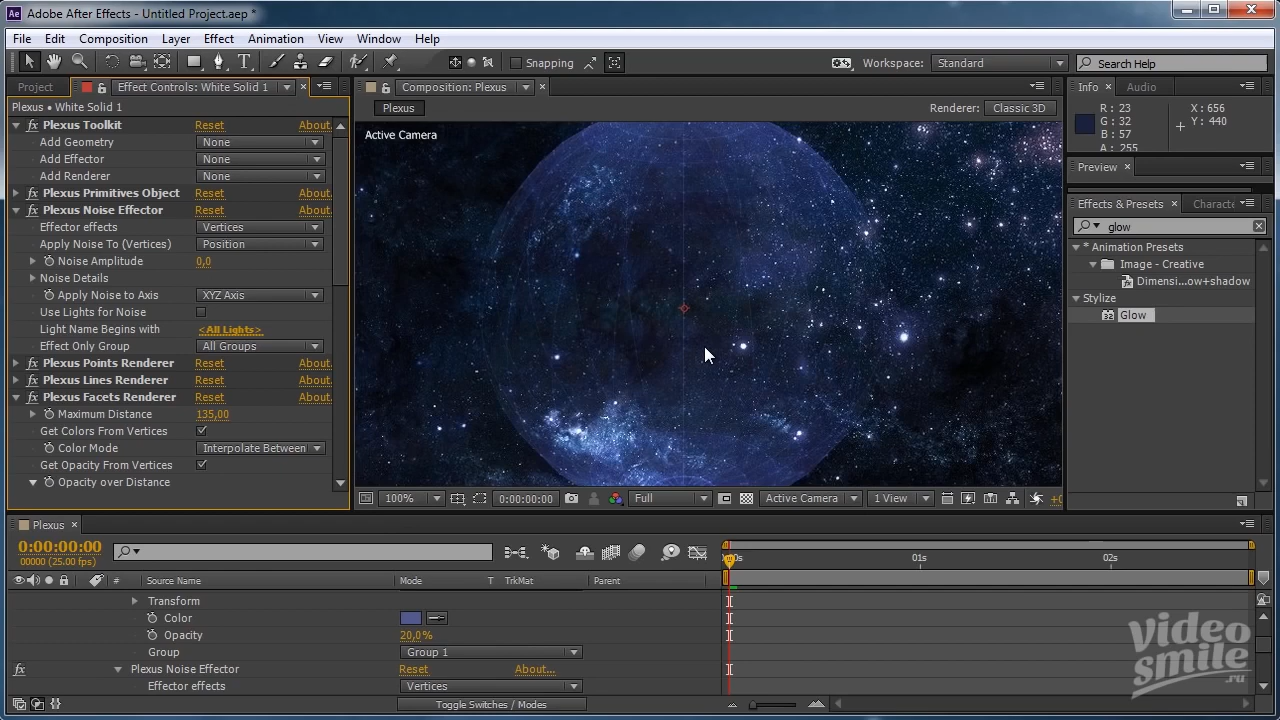 Adobe After Effects - Untitled Project.aep *
File Edit Composition Layer Effect Animation View Window Help
Snapping
Workspace: Standard
Search Help
Project
Effect Controls: White Solid 1
Plexus • White Solid 1
Plexus Toolkit Reset About.
Add Geometry None
Add Effector None
Add Renderer None
Plexus Primitives Object Reset About.
Plexus Noise Effector Reset About.
Effector effects Vertices
Apply Noise To (Vertices) Position
Noise Amplitude 0,0
Noise Details
Apply Noise to Axis XYZ Axis
Use Lights for Noise
Light Name Begins with <All Lights>
Effect Only Group All Groups
Plexus Points Renderer Reset About.
Plexus Lines Renderer Reset About.
Plexus Facets Renderer Reset About.
Maximum Distance 135,00
Get Colors From Vertices
Color Mode Interpolate Between
Get Opacity From Vertices
Opacity over Distance
Composition: Plexus
Plexus
Renderer: Classic 3D
Active Camera
100% 0:00:00:00 Full Active Camera 1 View +0
Info Audio
R : 23 X : 656
G : 32 Y : 440
B : 57
A : 255
Preview
Effects & Presets Characte
glow
* Animation Presets
Image - Creative
Dimensi...ow+shadow
Stylize
Glow
Plexus
0:00:00:00
00000 (25.00 fps)
# Source Name Mode T TrkMat Parent
Transform
Color
Opacity 20,0%
Group Group 1
Plexus Noise Effector Reset About...
Effector effects Vertices
Toggle Switches / Modes
01s 02s
video
smile
.ru